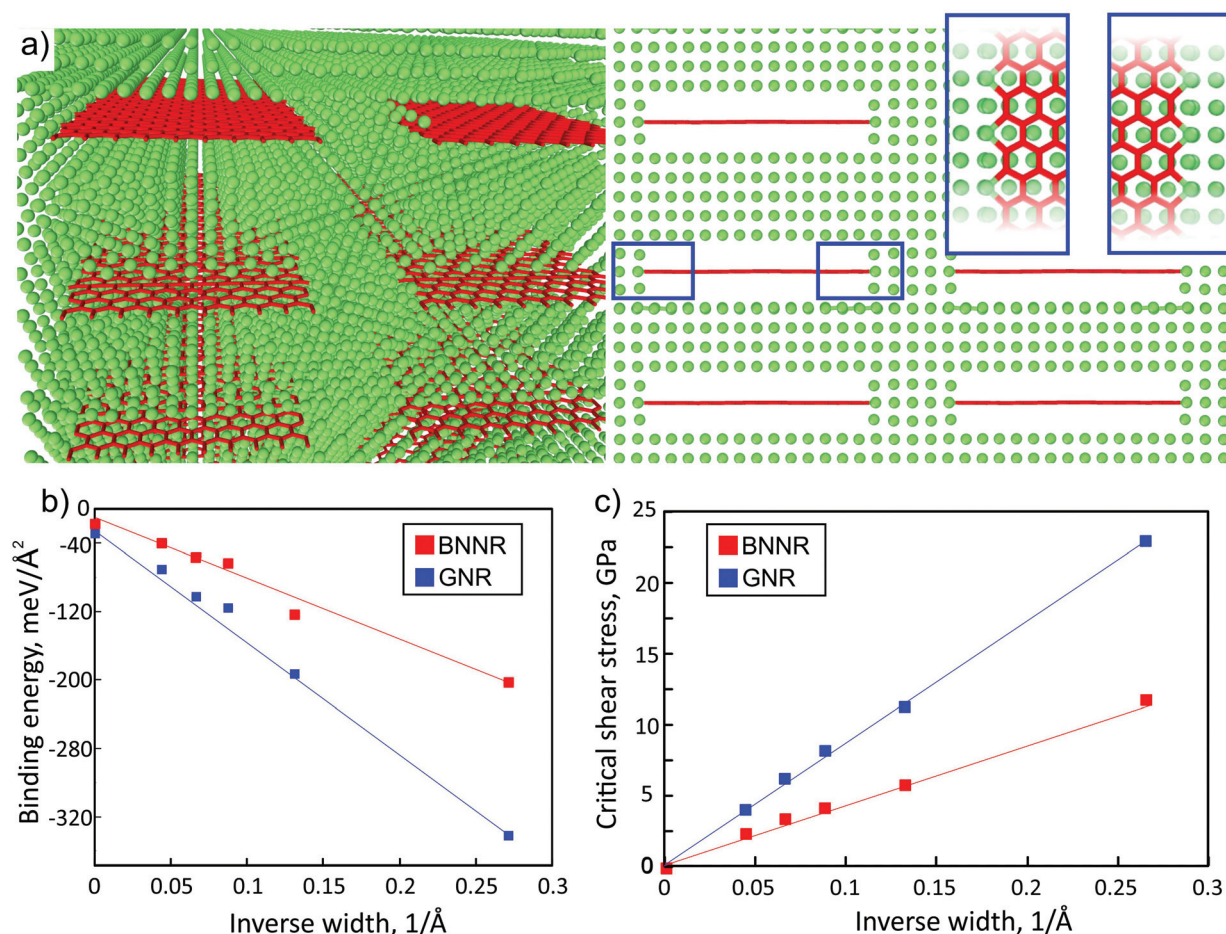 a)
b)
0
-40
-120
-200
-280
-320
Binding energy, meV/Å²
BNNR
GNR
0 0.05 0.1 0.15 0.2 0.25 0.3
Inverse width, 1/Å
c)
25
20
15
10
5
0
Critical shear stress, GPa
BNNR
GNR
0 0.05 0.1 0.15 0.2 0.25 0.3
Inverse width, 1/Å